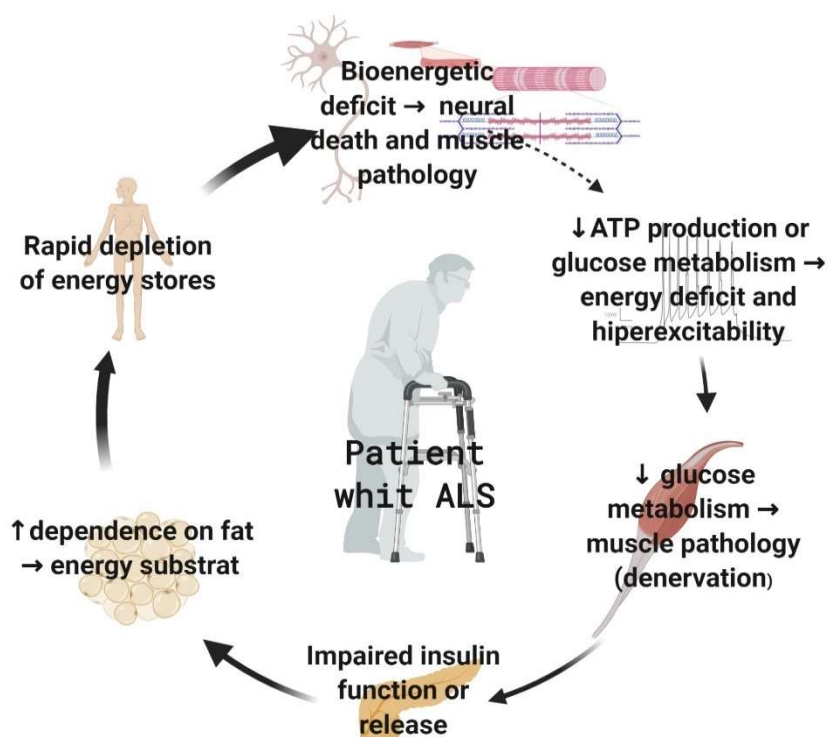 Bioenergetic
deficit → neural
death and muscle
pathology
↓ATP production or
glucose metabolism →
energy deficit and
hiperexcitability
↓ glucose
metabolism →
muscle pathology
(denervation)
Impaired insulin
function or
release
↑dependence on fat
→ energy substrat
Rapid depletion
of energy stores
Patient
whit ALS